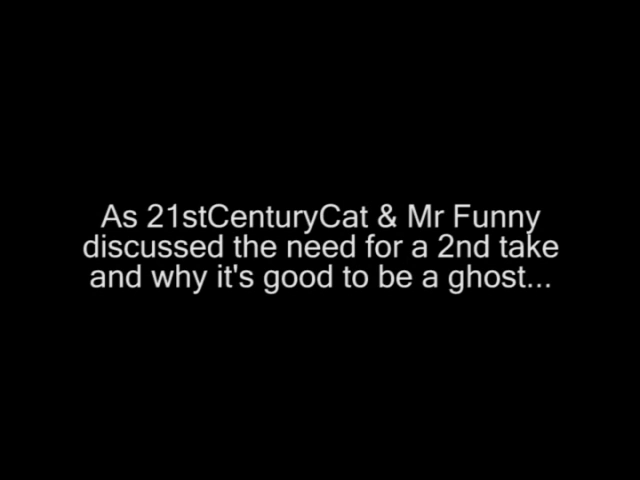 As 21stCenturyCat & Mr Funny
discussed the need for a 2nd take
and why it's good to be a ghost...